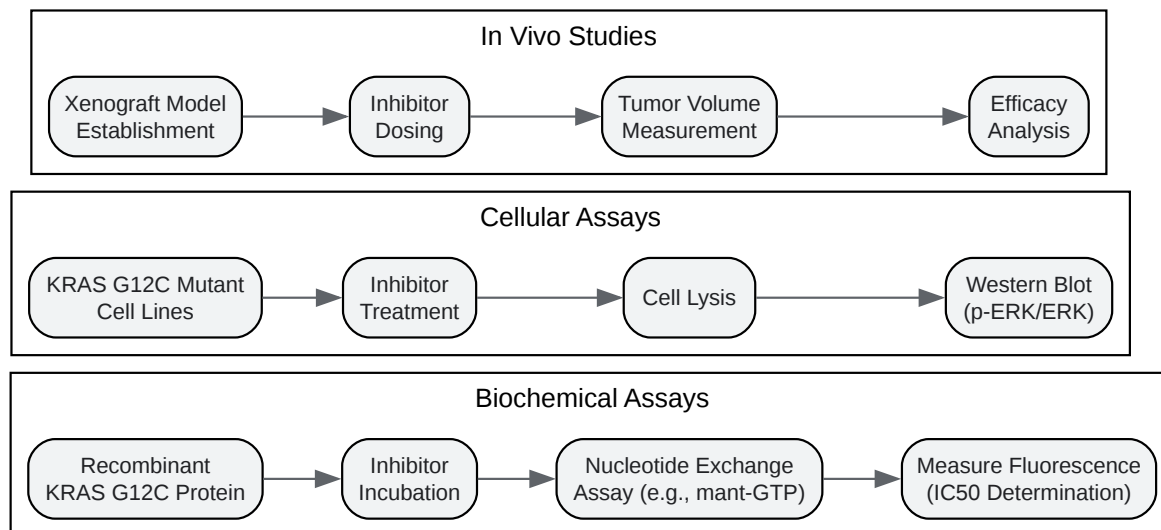 In Vivo Studies
Xenograft Model
Establishment
Inhibitor
Dosing
Tumor Volume
Measurement
Efficacy
Analysis
Cellular Assays
KRAS G12C Mutant
Cell Lines
Inhibitor
Treatment
Cell Lysis
Western Blot
(p-ERK/ERK)
Biochemical Assays
Recombinant
KRAS G12C Protein
Inhibitor
Incubation
Nucleotide Exchange
Assay (e.g., mant-GTP)
Measure Fluorescence
(IC50 Determination)